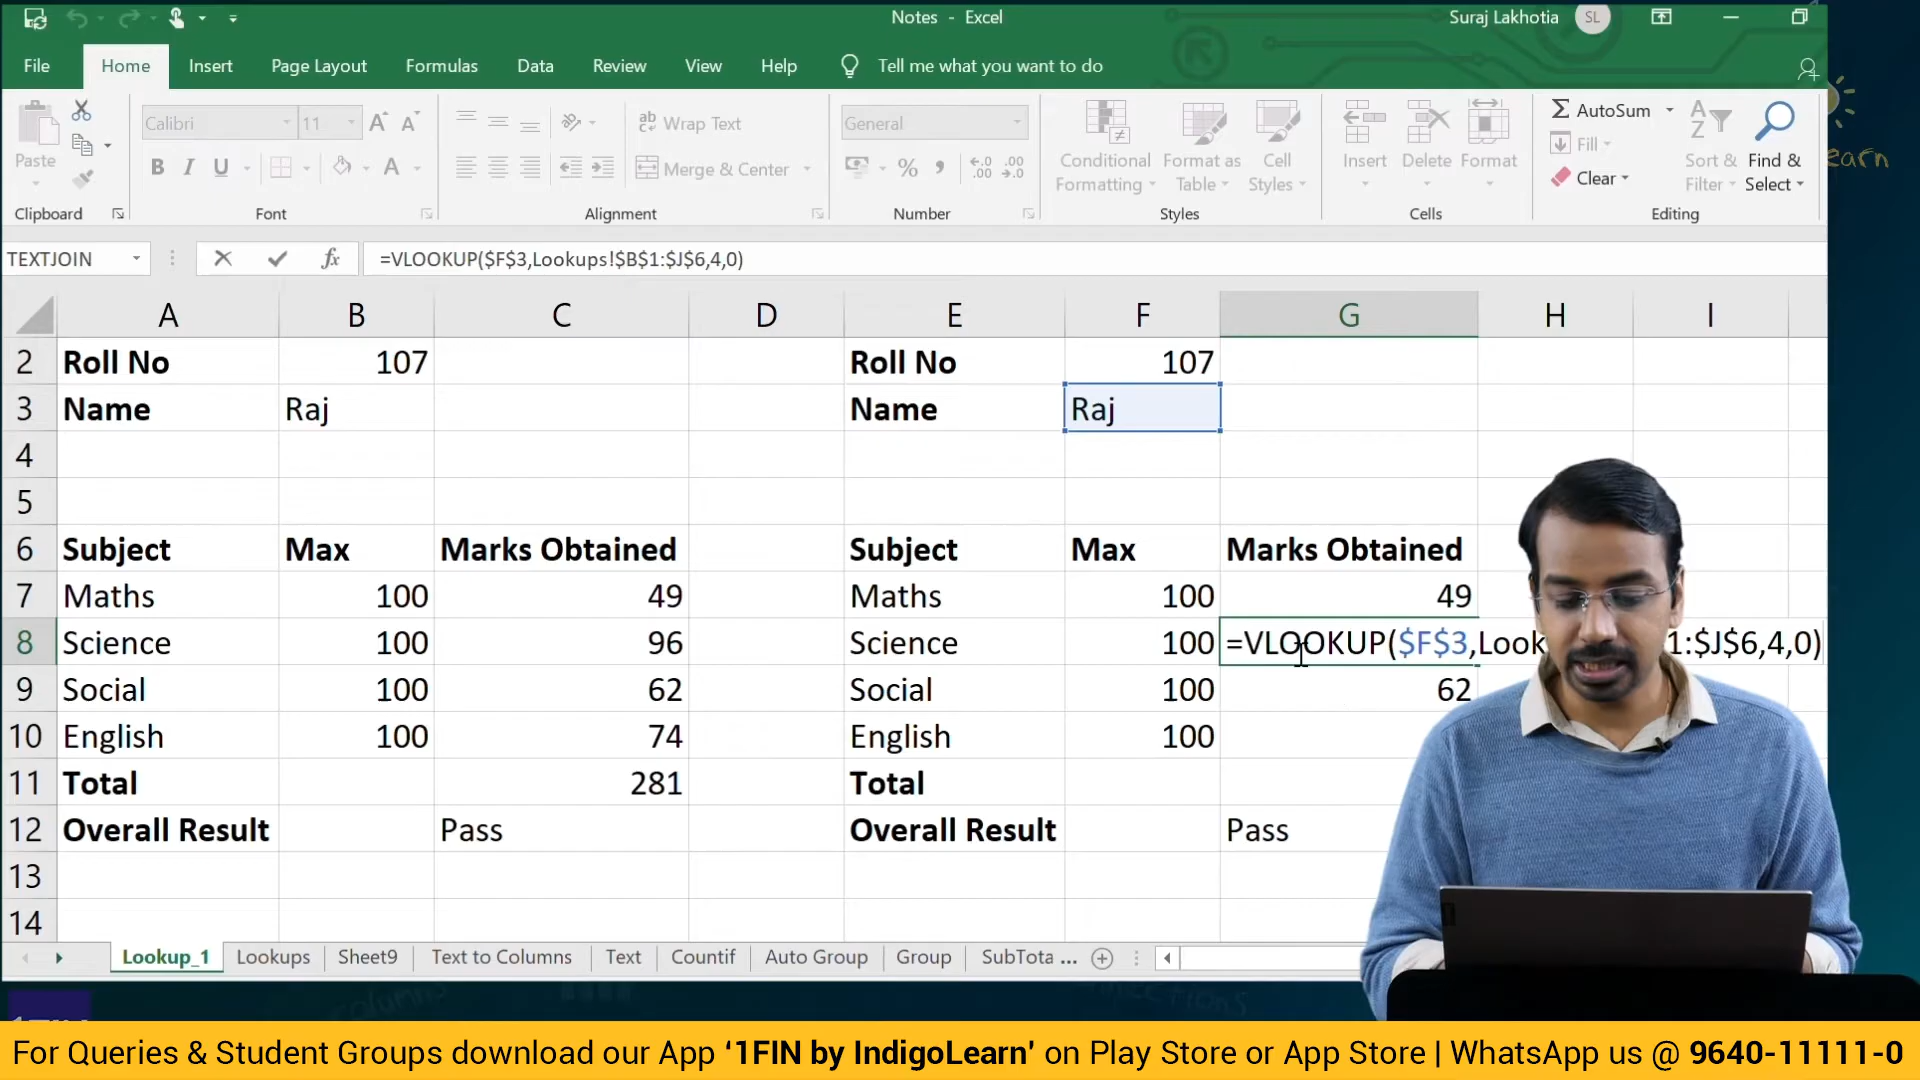 Notes - Excel
Suraj Lakhotia SL
File Home Insert Page Layout Formulas Data Review View Help Tell me what you want to do
Calibri 11 Wrap Text General AutoSum
Paste Merge & Center Conditional Formatting Format as Table Cell Styles Insert Delete Format Fill Clear Sort & Filter Find & Select
Clipboard Font Alignment Number Styles Cells Editing
earn
TEXTJOIN fx =VLOOKUP($F$3,Lookups!$B$1:$J$6,4,0)
A B C D E F G H I
2 Roll No 107 Roll No 107
3 Name Raj Name Raj
4
5
6 Subject Max Marks Obtained Subject Max Marks Obtained
7 Maths 100 49 Maths 100 49
8 Science 100 96 Science 100 =VLOOKUP($F$3,Look 1:$J$6,4,0)
9 Social 100 62 Social 100 62
10 English 100 74 English 100
11 Total 281 Total
12 Overall Result Pass Overall Result Pass
13
14
Lookup_1 Lookups Sheet9 Text to Columns Text Countif Auto Group Group SubTota ...
For Queries & Student Groups download our App ‘1FIN by IndigoLearn' on Play Store or App Store | WhatsApp us @ 9640-11111-0